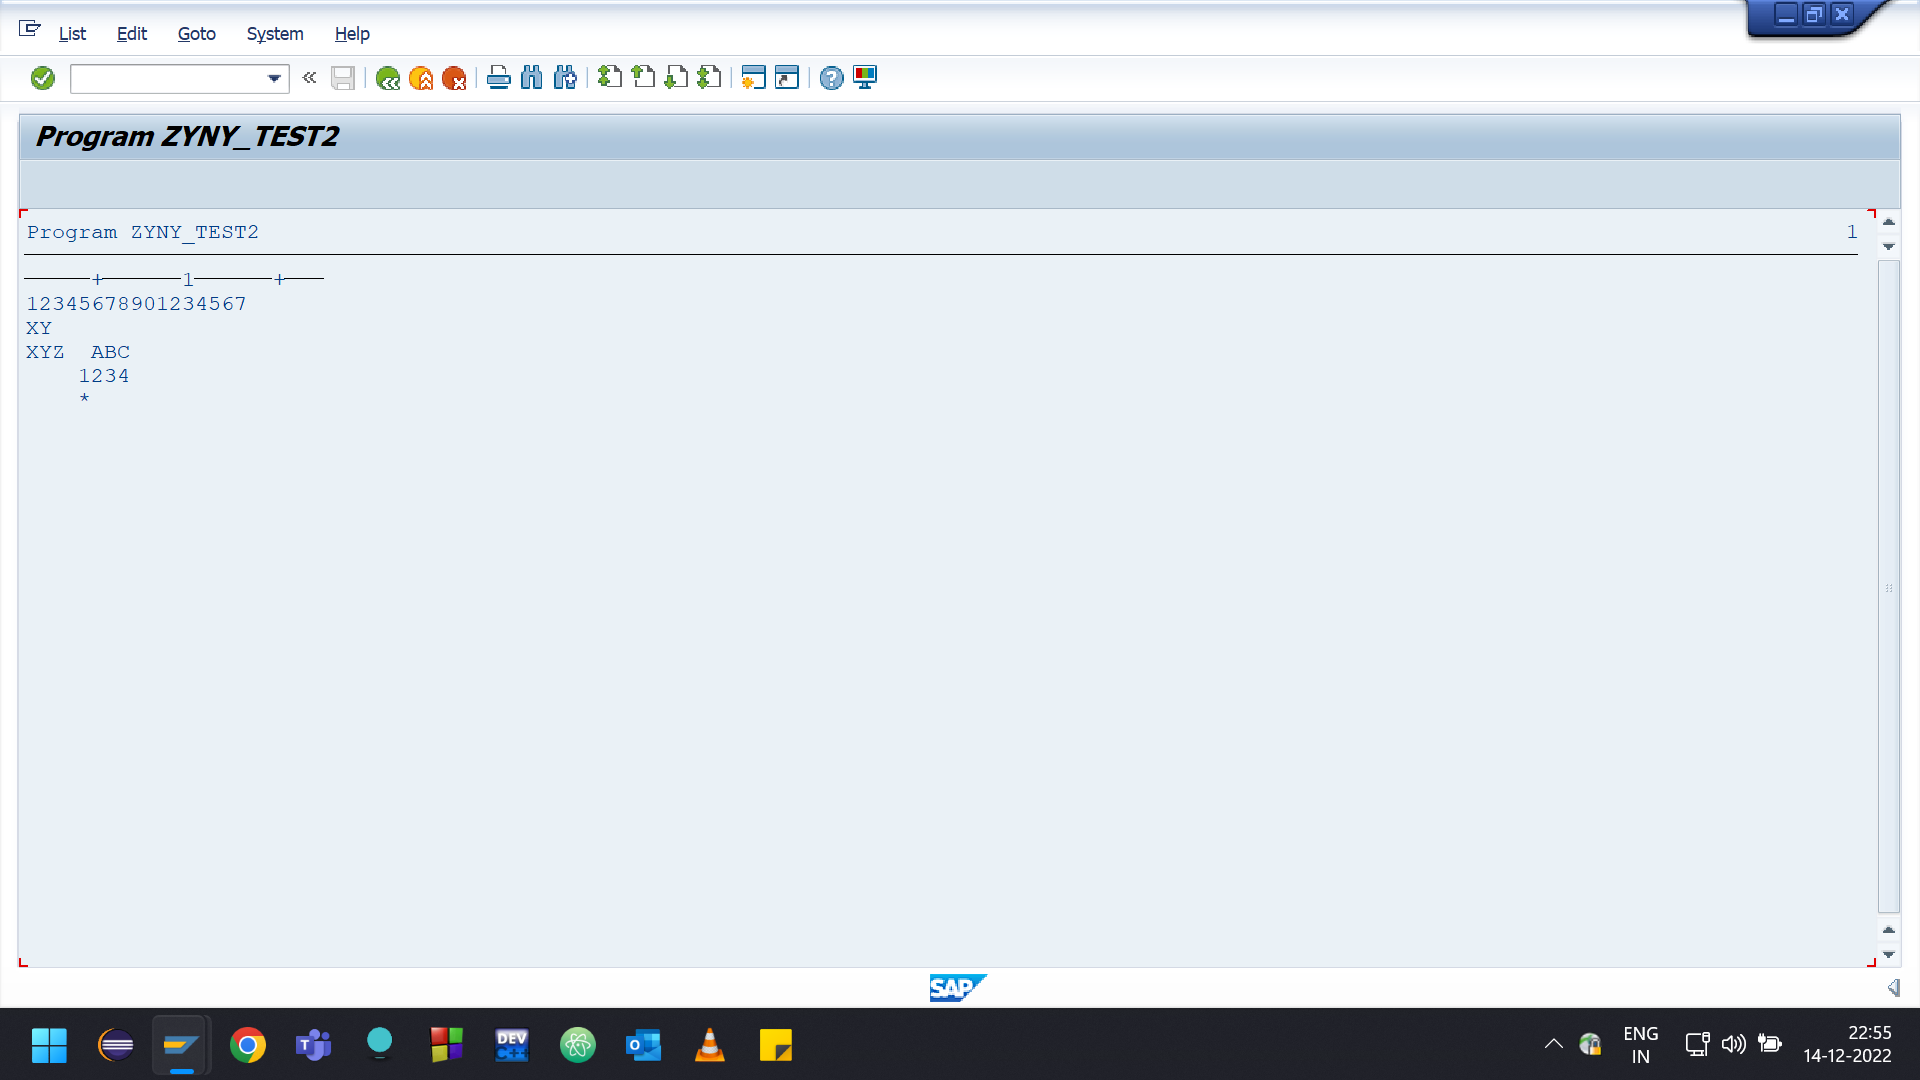 List Edit Goto System Help
Program ZYNY_TEST2
Program ZYNY_TEST2 1
-----+------1------+---
12345678901234567
XY
XYZ  ABC
    1234
    *
SAP
DEV C++
ENG
IN
22:55
14-12-2022